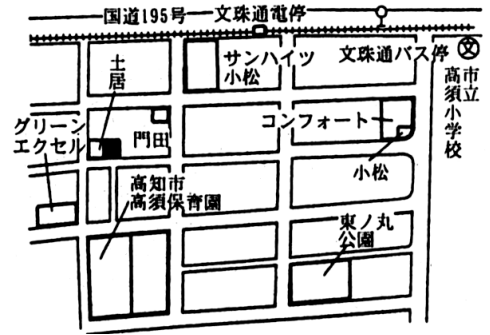 国道195号
文珠通電停
土居
サンハイツ
小松
文珠通バス停
文
市立
高須小学校
グリーン
エクセル
門田
コンフォート
小松
高知市
高須保育園
東ノ丸
公園